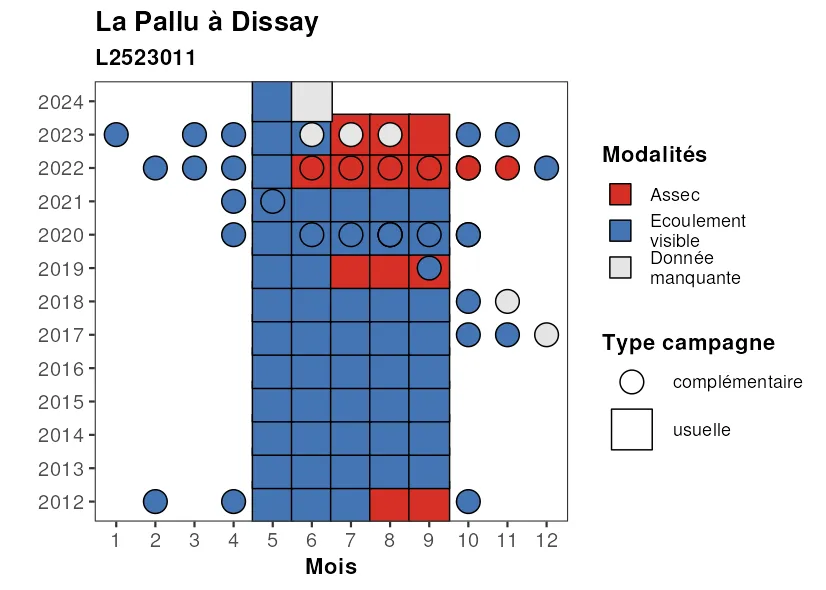 La Pallu à Dissay
L2523011
2024
2023
2022
2021
2020
2019
2018
2017
2016
2015
2014
2013
2012
1 2 3 4 5 6 7 8 9 10 11 12
Mois
Modalités
Assec
Ecoulement
visible
Donnée
manquante
Type campagne
complémentaire
usuelle